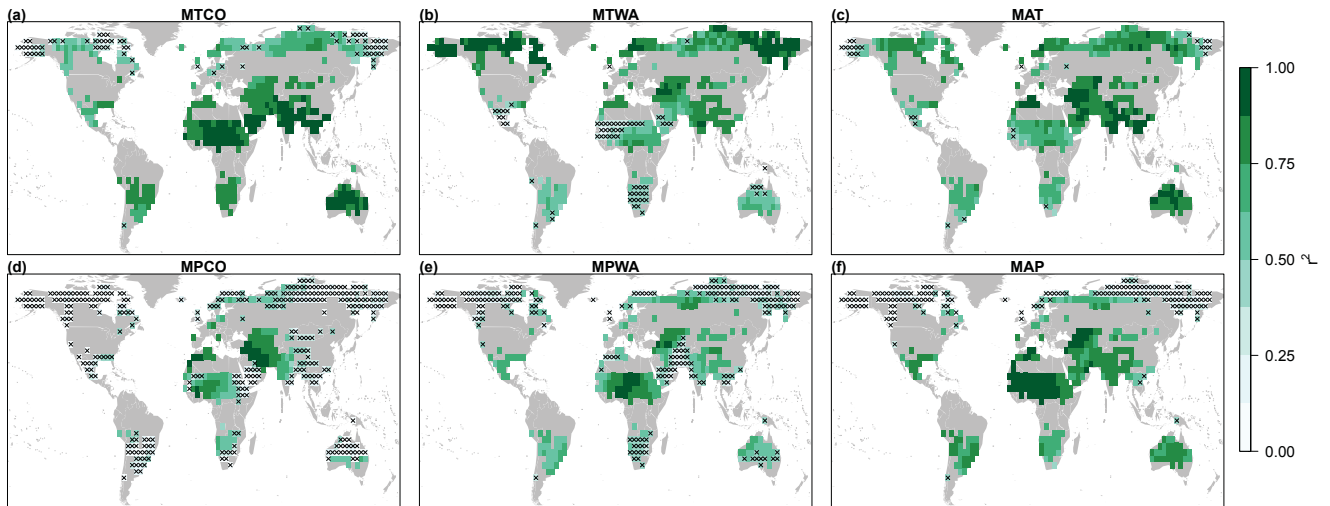 (a) MTCO
(b) MTWA
(c) MAT
(d) MPCO
(e) MPWA
(f) MAP
1.00
0.75
0.50
0.25
0.00
r²